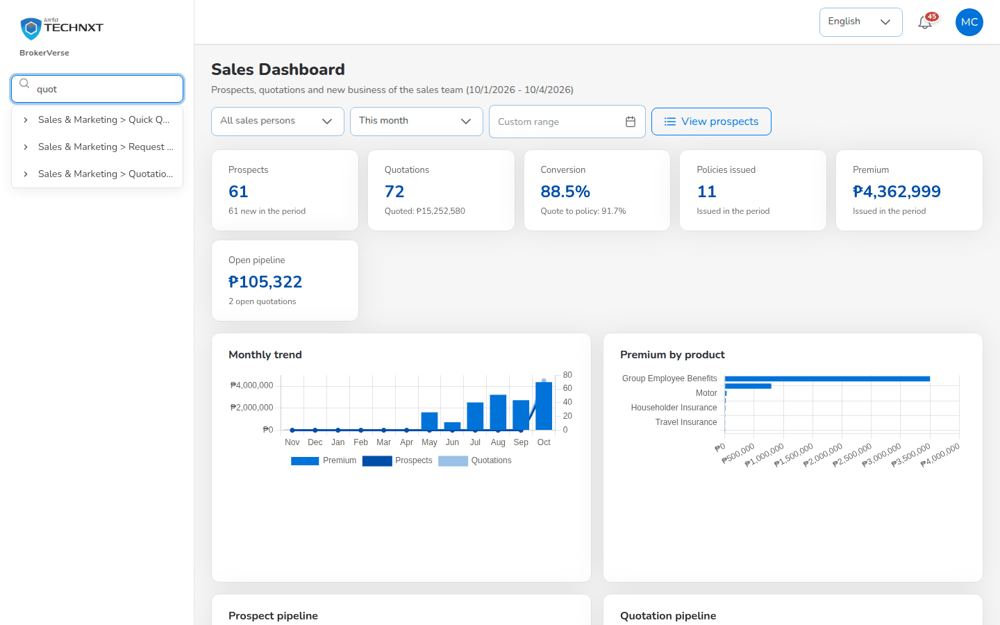 iorta
TECHNXT
BrokerVerse
quot
Sales & Marketing > Quick Q...
Sales & Marketing > Request ...
Sales & Marketing > Quotatio...
English
45
MC
Sales Dashboard
Prospects, quotations and new business of the sales team (10/1/2026 - 10/4/2026)
All sales persons
This month
Custom range
View prospects
Prospects
61
61 new in the period
Quotations
72
Quoted: ₱15,252,580
Conversion
88.5%
Quote to policy: 91.7%
Policies issued
11
Issued in the period
Premium
₱4,362,999
Issued in the period
Open pipeline
₱105,322
2 open quotations
Monthly trend
₱4,000,000
₱2,000,000
₱0
80
60
40
20
0
Nov Dec Jan Feb Mar Apr May Jun Jul Aug Sep Oct
Premium Prospects Quotations
Premium by product
Group Employee Benefits
Motor
Householder Insurance
Travel Insurance
₱0 ₱500,000 ₱1,000,000 ₱1,500,000 ₱2,000,000 ₱2,500,000 ₱3,000,000 ₱3,500,000 ₱4,000,000
Prospect pipeline
Quotation pipeline